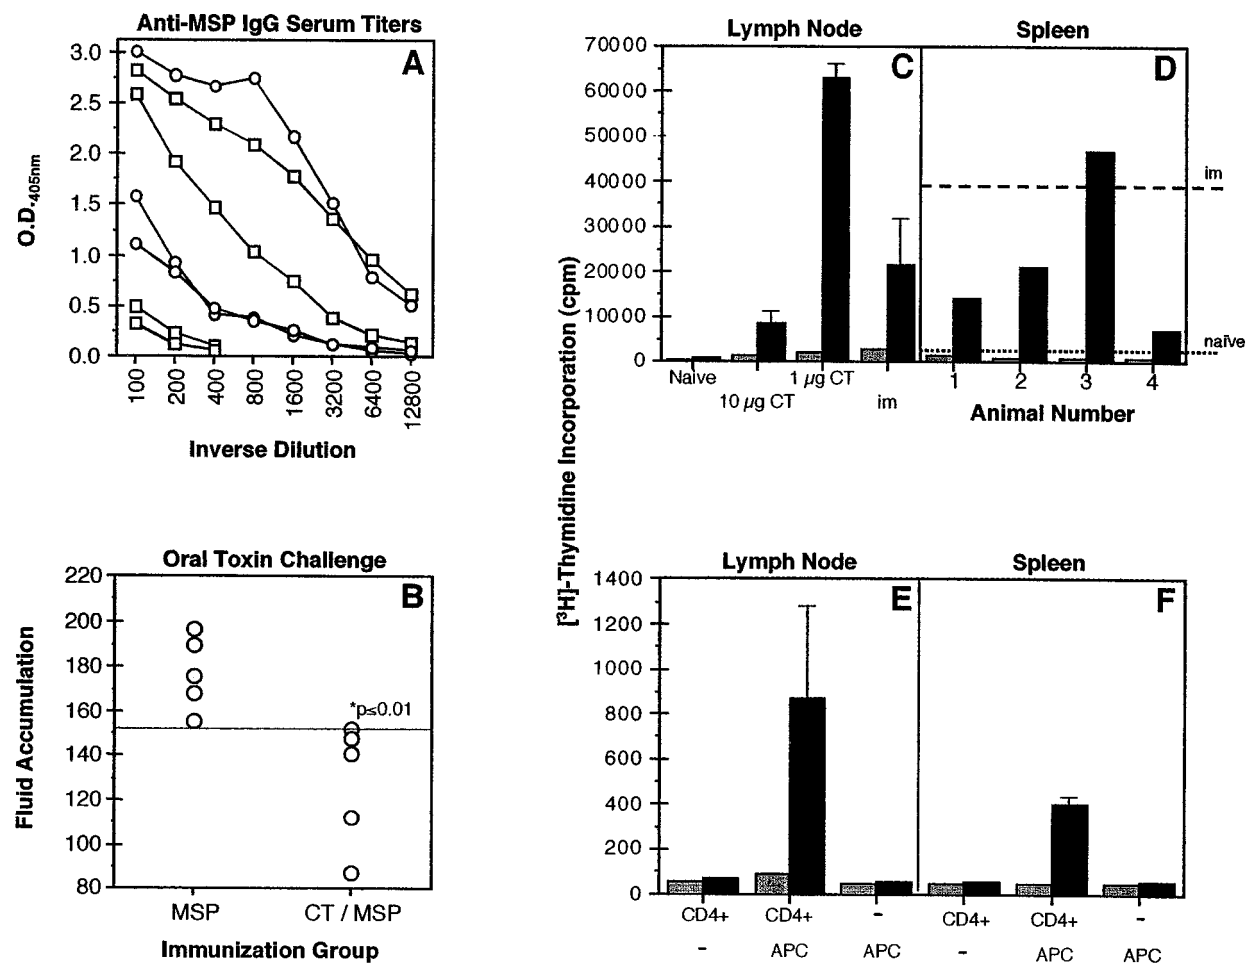 Anti-MSP IgG Serum Titers
A
3.0
2.5
2.0
1.5
1.0
0.5
0.0
O.D.405nm
100 200 400 800 1600 3200 6400 12800
Inverse Dilution
Oral Toxin Challenge
B
220
200
180
160
140
120
100
80
Fluid Accumulation
*p≤0.01
MSP CT / MSP
Immunization Group
[³H]-Thymidine Incorporation (cpm)
Lymph Node Spleen
C D
70000
60000
50000
40000
30000
20000
10000
0
im
naïve
Naive 1 µg CT 1 2 3 4
10 µg CT im
Animal Number
Lymph Node Spleen
E F
1400
1200
1000
800
600
400
200
0
CD4+ CD4+ - CD4+ CD4+ -
- APC APC - APC APC